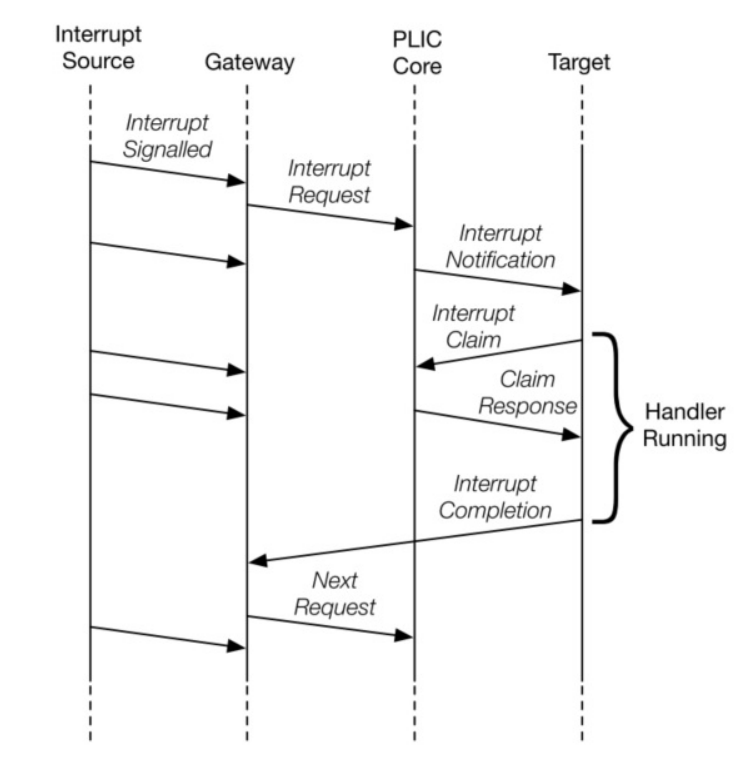 Interrupt
Source
Gateway
PLIC
Core
Target
Interrupt
Signalled
Interrupt
Request
Interrupt
Notification
Interrupt
Claim
Claim
Response
Handler
Running
Interrupt
Completion
Next
Request